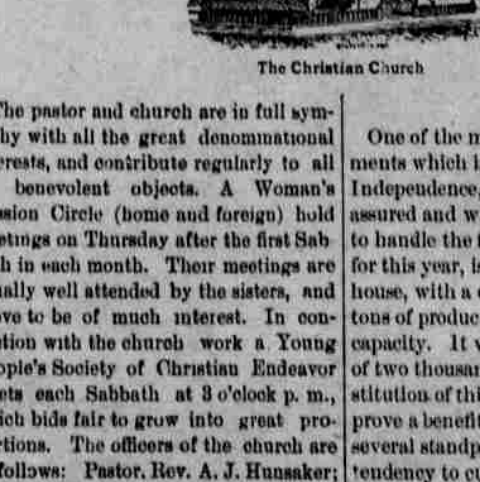 The Christian Church
The pastor and church are in full sym-
hy with all the great denominational
erests, and contribute regularly to all
benevolent objects. A Woman's
ssion Circle (home and foreign) hold
etings on Thursday after the first Sab-
h in each month. Their meetings are
ually well attended by the sisters, and
ve to be of much interest. In con-
tion with the church work a Young
ople's Society of Christian Endeavor
ets each Sabbath at 3 o'clock p. m.,
ich bids fair to grow into great pro-
rtions. The officers of the church are
follows: Pastor, Rev. A. J. Hunsaker;
One of the m
ments which i
Independence,
assured and w
to handle the
for this year, is
house, with a
tons of produc
capacity. It
of two thousan
stitution of thi
prove a benefit
several standp
tendency to cu